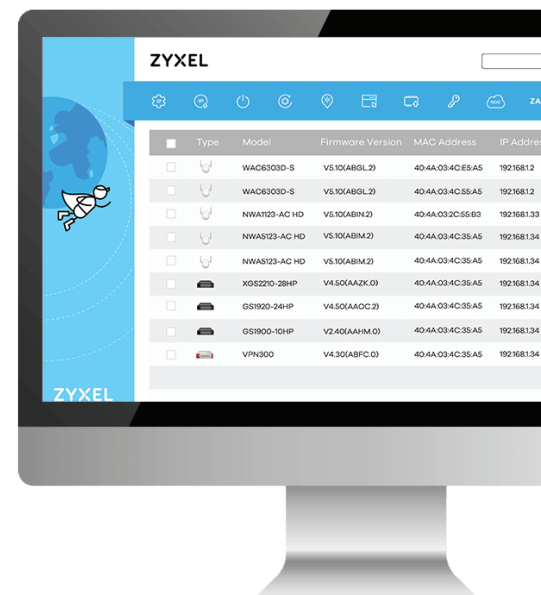 ZYXEL
NCC
ZA
Type Model Firmware Version MAC Address IP Addres
WAC6303D-S V5.10(ABGL.2) 40:4A:03:4C:E5:A5 192.168.1.2
WAC6303D-S V5.10(ABGL.2) 40:4A:03:4C:55:A5 192.168.1.2
NWA1123-AC HD V5.10(ABIN.2) 40:4A:03:2C:55:B3 192.168.1.33
NWA5123-AC HD V5.10(ABIM.2) 40:4A:03:4C:35:A5 192.168.1.34
NWA5123-AC HD V5.10(ABIM.2) 40:4A:03:4C:35:A5 192.168.1.34
XGS2210-28HP V4.50(AAZK.0) 40:4A:03:4C:35:A5 192.168.1.34
GS1920-24HP V4.50(AAOC.2) 40:4A:03:4C:35:A5 192.168.1.34
GS1900-10HP V2.40(AAHM.0) 40:4A:03:4C:35:A5 192.168.1.34
VPN300 V4.30(ABFC.0) 40:4A:03:4C:35:A5 192.168.1.34
ZYXEL